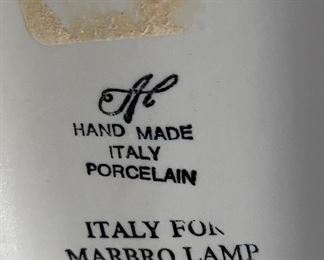 HAND MADE
ITALY
PORCELAIN
ITALY FOR
MARBRO LAMP